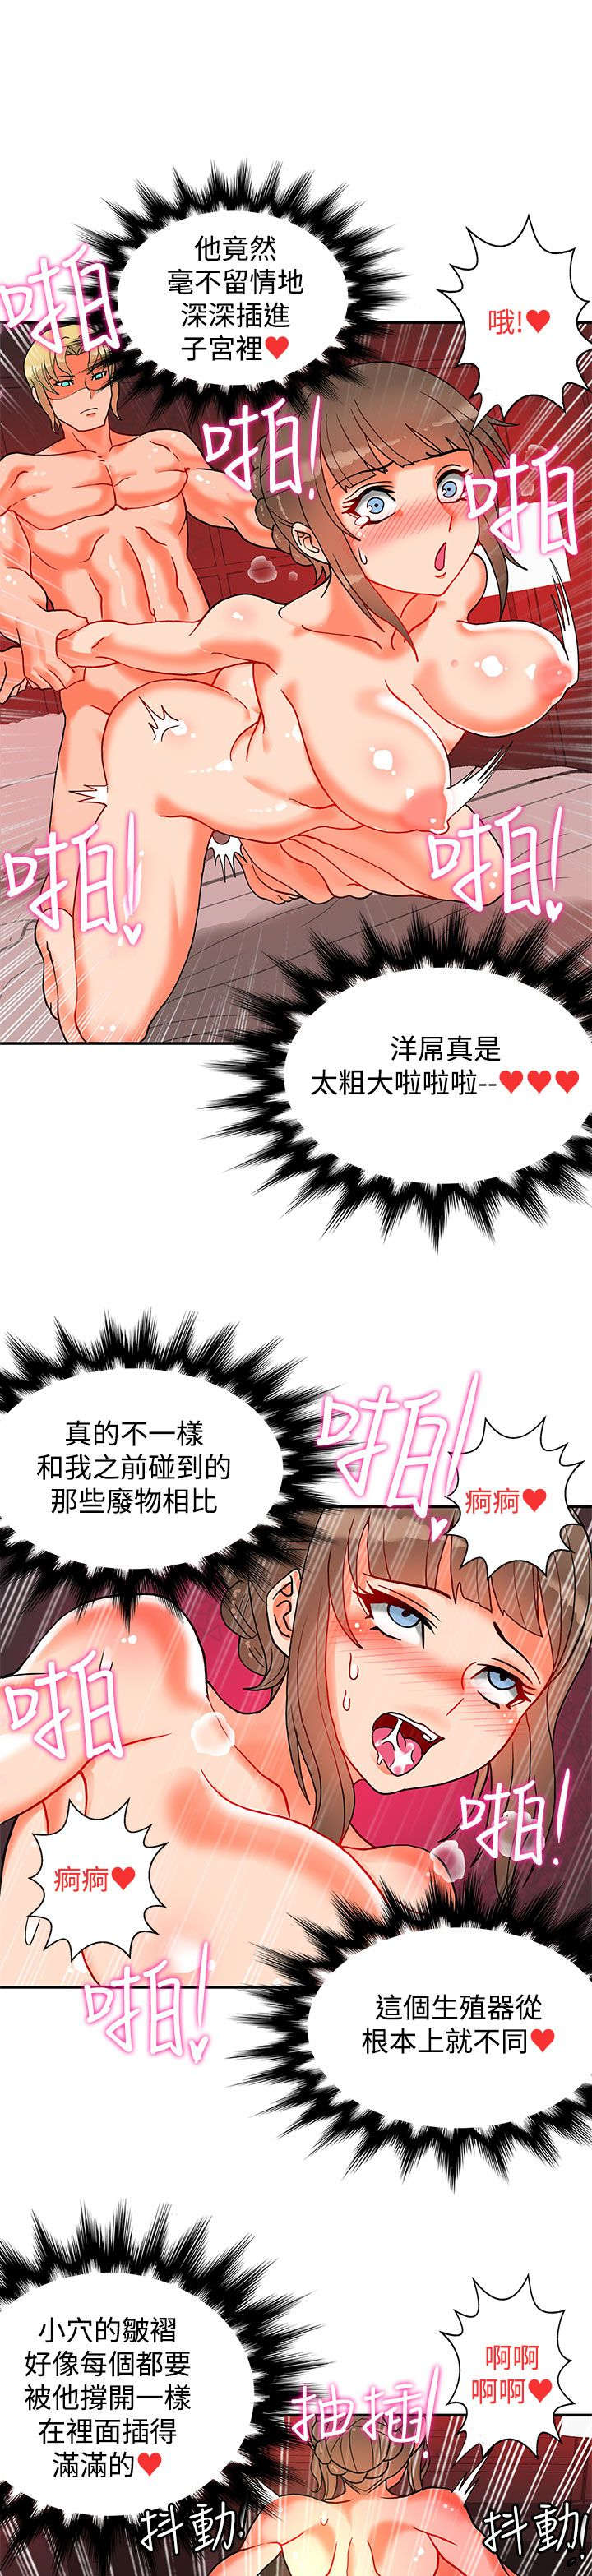 他竟然
毫不留情地
深深插進
子宮裡♥
哦!♥
啪
啪!
啪
啪!
啪!
洋屌真是
太粗大啦啦啦--♥♥♥
真的不一樣
和我之前碰到的
那些廢物相比
啪!
痾痾♥
啪
啪!
痾痾♥
啪!
這個生殖器從
根本上就不同♥
小穴的皺褶
好像每個都要
被他撐開一樣
在裡面插得
滿滿的♥
啊啊
啊啊♥
抽插!
抖動
抖動